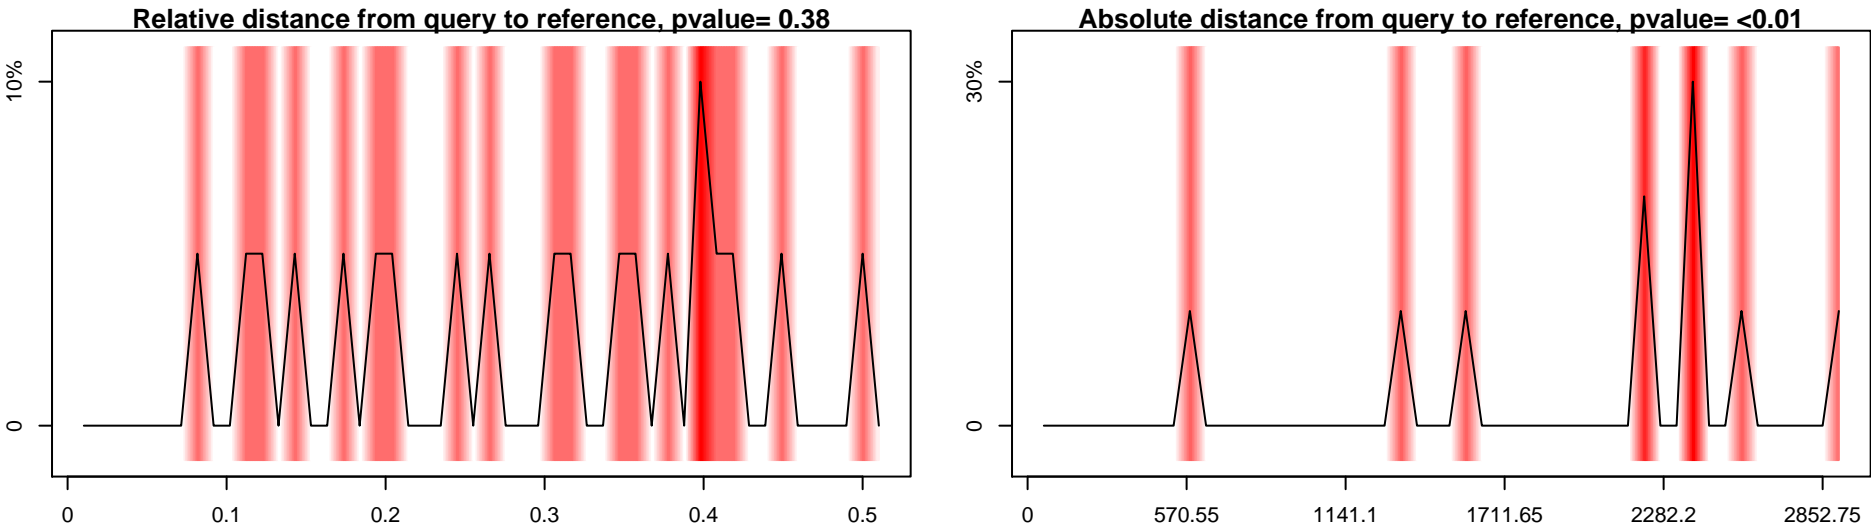 Relative distance from query to reference, pvalue= 0.38
10%
0
0 0.1 0.2 0.3 0.4 0.5
Absolute distance from query to reference, pvalue= <0.01
30%
0
0 570.55 1141.1 1711.65 2282.2 2852.75